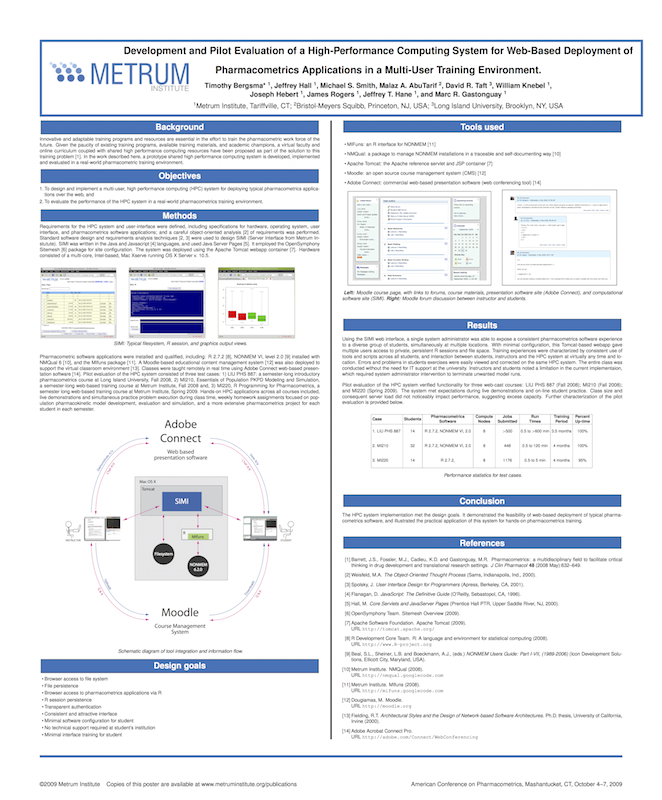 Development and Pilot Evaluation of a High-Performance Computing System for Web-Based Deployment of
Pharmacometrics Applications in a Multi-User Training Environment.
METRUM
INSTITUTE
Timothy Bergsma* 1, Jeffrey Hall 1, Michael S. Smith, Malaz A. AbuTarif 2, David R. Taft 3, William Knebel 1,
Joseph Hebert 1, James Rogers 1, Jeffrey T. Hane 1, and Marc R. Gastonguay 1
1Metrum Institute, Tariffville, CT; 2Bristol-Meyers Squibb, Princeton, NJ, USA; 3Long Island University, Brooklyn, NY, USA
Background
Innovative and adaptable training programs and resources are essential in the effort to train the pharmacometric work force of the future.
Given the paucity of existing training programs, available training materials, and academic champions, a virtual faculty and
online curriculum coupled with shared high performance computing resources have been proposed as part of the solution to this
training problem [1]. In the work described here, a prototype shared high performance computing system is developed, implemented
and evaluated in a real-world pharmacometric training environment.
Objectives
1. To design and implement a multi-user, high performance computing (HPC) system for deploying typical pharmacometrics applica-
tions over the web; and
2. To evaluate the performance of the HPC system in a real-world pharmacometrics training environment.
Methods
Requirements for the HPC system and user-interface were defined, including specifications for hardware, operating system, user
interface, and pharmacometrics software applications; and a careful object-oriented analysis [2] of requirements was performed.
Standard software design and requirements analysis techniques [2, 3] were used to design SIMI (Server Interface from Metrum In-
stitute). SIMI was written in the Java and Javascript [4] languages, and used Java Server Pages [5]. It employed the OpenSymphony
Sitemesh [6] package for site configuration. The system was deployed using the Apache Tomcat webapp container [7]. Hardware
consisted of a multi-core, Intel-based, Mac Xserve running OS X Server v. 10.5.
SIMI: Typical filesystem, R session, and graphics output views.
Pharmacometric software applications were installed and qualified, including: R 2.7.2 [8], NONMEM VI, level 2.0 [9] installed with
NMQual 6 [10], and the Mifuns package [11]. A Moodle-based educational content management system [12] was also deployed to
support the virtual classroom environment [13]. Classes were taught remotely in real time using Adobe Connect web-based presen-
tation software [14]. Pilot evaluation of the HPC system consisted of three test cases: 1) LIU PHS 887: a semester-long introductory
pharmacometrics course at Long Island University, Fall 2008, 2) MI210, Essentials of Population PKPD Modeling and Simulation,
a semester long web-based training course at Metrum Institute, Fall 2008 and, 3) MI220, R Programming for Pharmacometrics, a
semester long web-based training course at Metrum Institute, Spring 2009. Hands-on HPC applications across all courses included:
live demonstrations and simultaneous practice problem execution during class time, weekly homework assignments focused on pop-
ulation pharmacokinetic model development, evaluation and simulation, and a more extensive pharmacometrics project for each
student in each semester.
Adobe
Connect
Web based
presentation software
Mac OS X
Tomcat
SIMI
R
Mifuns
Filesystem
NONMEM
6.2.0
INSTRUCTOR
STUDENT
Moodle
Course Management
System
Schematic diagram of tool integration and information flow.
Design goals
• Browser access to file system
• File persistence
• Browser access to pharmacometrics applications via R
• R session persistence
• Transparent authentication
• Consistent and attractive interface
• Minimal software configuration for student
• No technical support required at student's institution
• Minimal interface training for student
Tools used
• MIFuns: an R interface for NONMEM [11]
• NMQual: a package to manage NONMEM installations in a traceable and self-documenting way [10]
• Apache Tomcat: the Apache reference servlet and JSP container [7]
• Moodle: an open source course management system (CMS) [12]
• Adobe Connect: commercial web-based presentation software (web conferencing tool) [14]
Left: Moodle course page, with links to forums, course materials, presentation software site (Adobe Connect), and computational
software site (SIMI). Right: Moodle forum discussion between instructor and students.
Results
Using the SIMI web interface, a single system administrator was able to expose a consistent pharmacometrics software experience
to a diverse group of students, simultaneously at multiple locations. With minimal configuration, this Tomcat-based webapp gave
multiple users access to private, persistent R sessions and file space. Training experiences were characterized by consistent use of
tools and scripts across all students, and interaction between students, instructors and the HPC system at virtually any time and lo-
cation. Errors and problems in students exercises were easily viewed and corrected on the same HPC system. The entire class was
conducted without the need for IT support at the university. Instructors and students noted a limitation in the current implementation,
which required system administrator intervention to terminate unwanted model runs.
Pilot evaluation of the HPC system verified functionality for three web-cast courses: LIU PHS 887 (Fall 2008); MI210 (Fall 2008);
and MI220 (Spring 2009). The system met expectations during live demonstrations and on-line student practice. Class size and
consequent server load did not noticeably impact performance, suggesting excess capacity. Further characterization of the pilot
evaluation is provided below.
Case Students Pharmacometrics Software Compute Nodes Jobs Submitted Run Times Training Period Percent Up-time
1. LIU PHS 887 14 R 2.7.2, NONMEM VI, 2.0 8 >300 0.5 to >600 min 3.5 months 100%
2. MI210 32 R 2.7.2, NONMEM VI, 2.0 8 448 0.5 to 100 min 4 months 100%
3. MI220 14 R 2.7.2, 8 1176 0.5 to 5 min 4 months 95%
Performance statistics for test cases.
Conclusion
The HPC system implementation met the design goals. It demonstrated the feasibility of web-based deployment of typical pharma-
cometrics software, and illustrated the practical application of this system for hands-on pharmacometrics training.
References
[1] Barrett, J.S., Fossler, M.J., Cadieu, K.D. and Gastonguay, M.R. Pharmacometrics: a multidisciplinary field to facilitate critical
thinking in drug development and translational research settings. J Clin Pharmacol 48 (2008 May):632–649.
[2] Weisfeld, M.A. The Object-Oriented Thought Process (Sams, Indianapolis, Ind., 2000).
[3] Spolsky, J. User Interface Design for Programmers (Apress, Berkeley, CA, 2001).
[4] Flanagan, D. JavaScript: The Definitive Guide (O'Reilly, Sebastopol, CA, 1998).
[5] Hall, M. Core Servlets and JavaServer Pages (Prentice Hall PTR, Upper Saddle River, NJ, 2000).
[6] OpenSymphony Team. Sitemesh Overview (2009).
[7] Apache Software Foundation. Apache Tomcat (2009).
URL http://tomcat.apache.org/
[8] R Development Core Team. R: A language and environment for statistical computing (2008).
URL http://www.R-project.org
[9] Beal, S.L., Sheiner, L.B. and Boeckmann, A.J., (eds.) NONMEM Users Guide: Part I-VII, (1989-2006) (Icon Development Solu-
tions, Ellicott City, Maryland, USA).
[10] Metrum Institute. NMQual (2008).
URL http://nmqual.googlecode.com
[11] Metrum Institute. Mifuns (2008).
URL http://mifuns.googlecode.com
[12] Dougiamas, M. Moodle.
URL http://moodle.org
[13] Fielding, R.T. Architectural Styles and the Design of Network-based Software Architectures. Ph.D. thesis, University of California,
Irvine (2000).
[14] Adobe Acrobat Connect Pro.
URL http://adobe.com/Connect/WebConferencing
©2009 Metrum Institute Copies of this poster are available at www.metruminstitute.org/publications
American Conference on Pharmacometrics, Mashantucket, CT, October 4–7, 2009